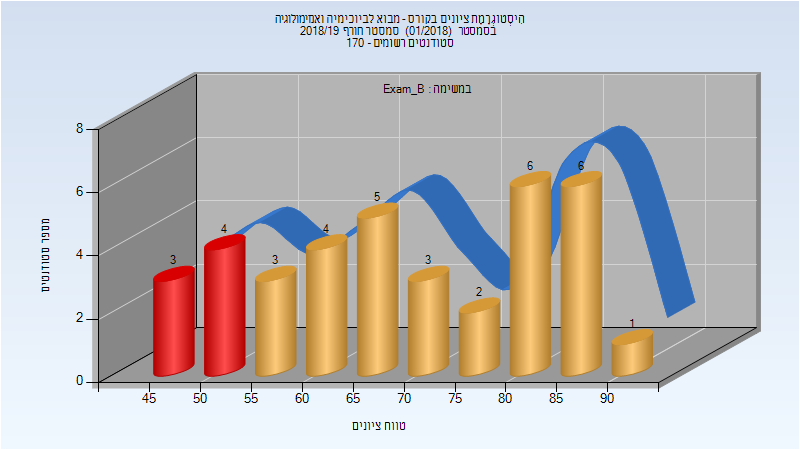 היסטוגרמת ציונים בקורס - מבוא לביוכימיה ואנזימולוגיה
בסמסטר (01/2018) סמסטר חורף 2018/19
סטודנטים רשומים - 170
במשימה : Exam_B
8
6
4
2
0
מספר סטודנטים
3
4
3
4
5
3
2
6
6
1
45 50 55 60 65 70 75 80 85 90
טווח ציונים